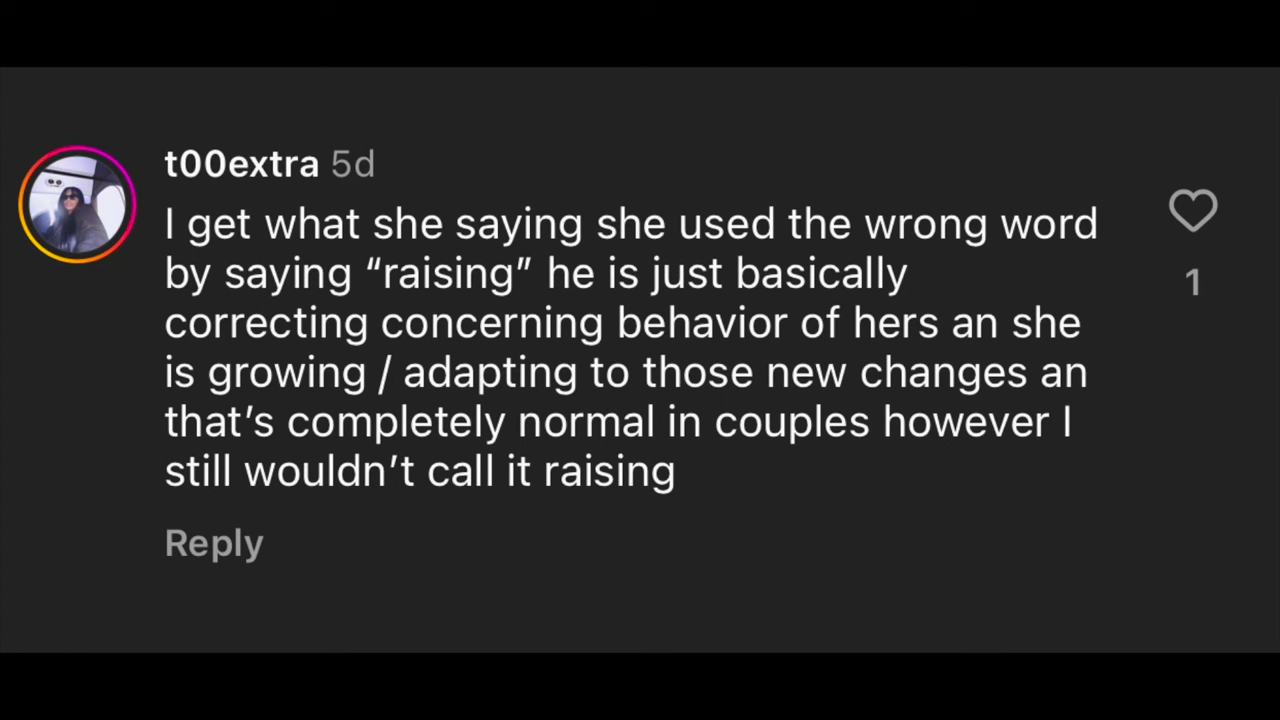 t00extra 5d
I get what she saying she used the wrong word
by saying “raising” he is just basically
correcting concerning behavior of hers an she
is growing / adapting to those new changes an
that’s completely normal in couples however I
still wouldn’t call it raising
1
Reply